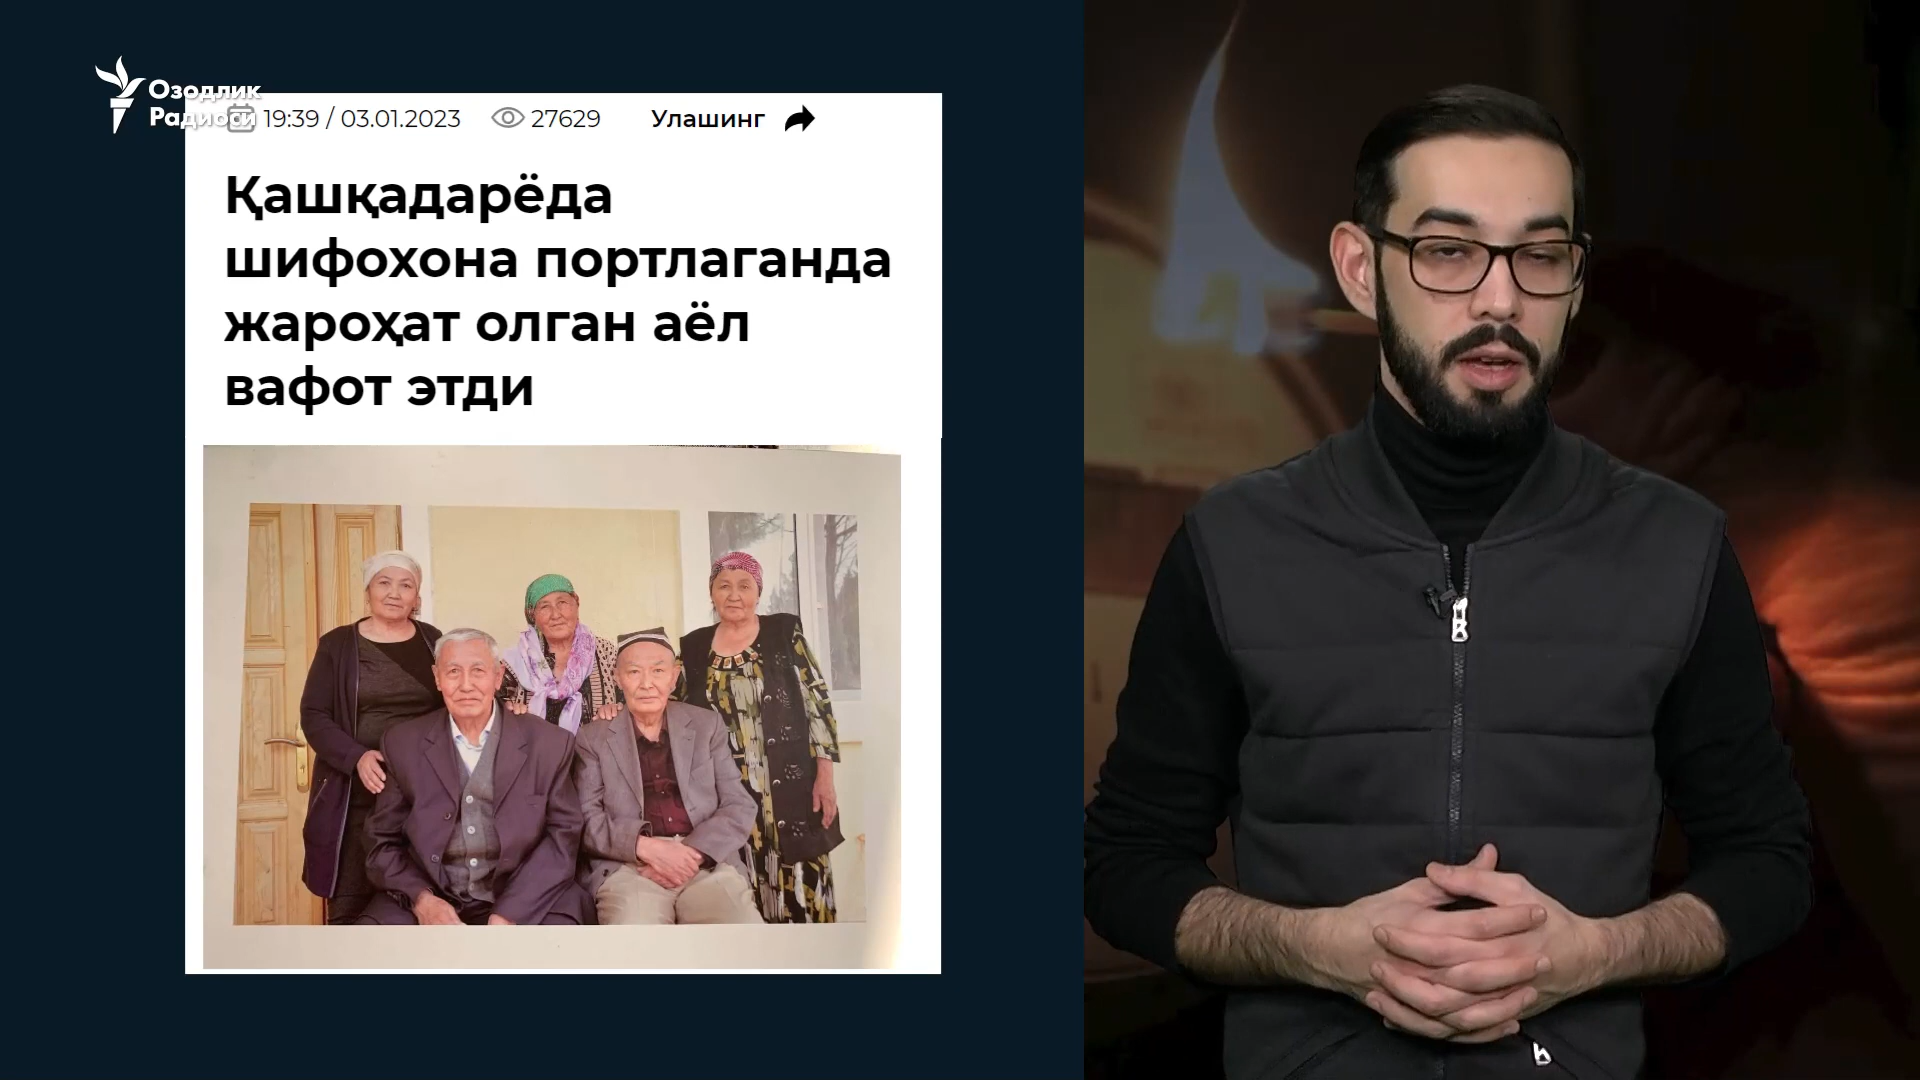 Озодлик
Радиоси
19:39 / 03.01.2023 27629 Улашинг
Қашқадарёда
шифохона портлаганда
жароҳат олган аёл
вафот этди